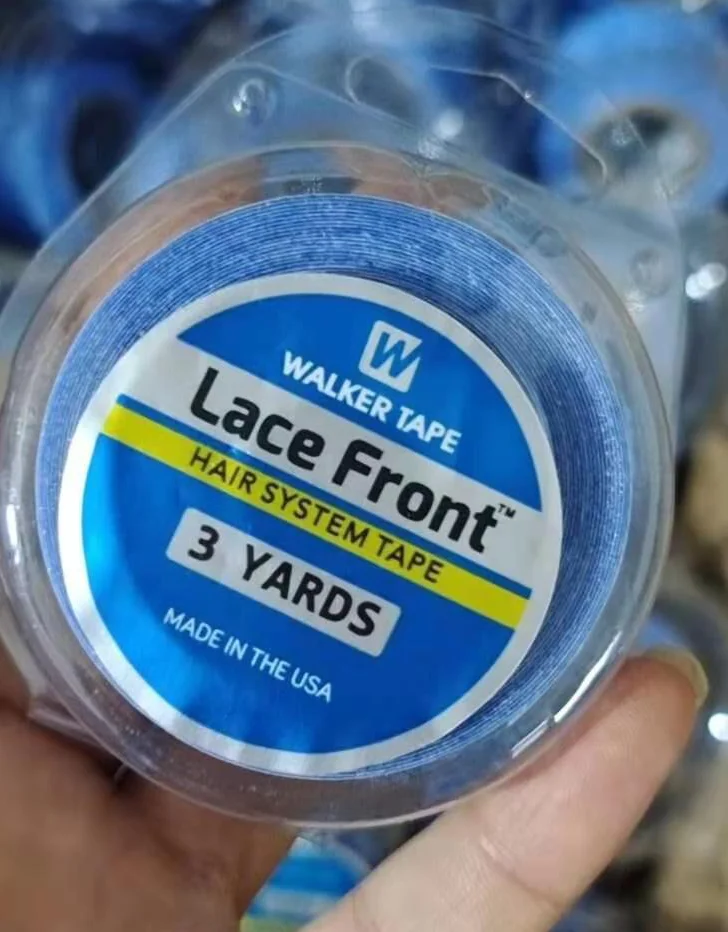 W
WALKER TAPE
Lace Front™
HAIR SYSTEM TAPE
3 YARDS
MADE IN THE USA